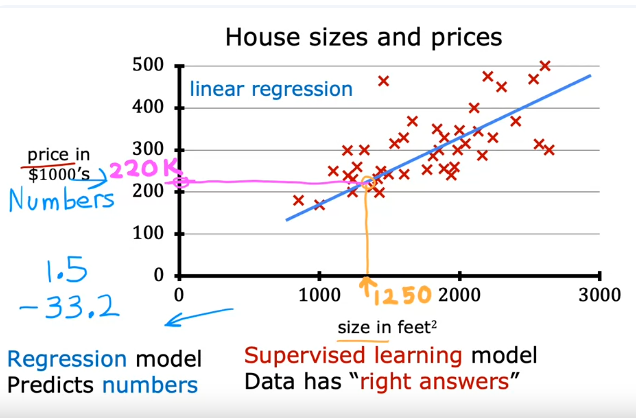 House sizes and prices
500
linear regression
400
300
price in
$1000's
220K
200
Numbers
100
1.5
0
0
1000
1250
2000
3000
-33.2
size in feet²
Regression model
Predicts numbers
Supervised learning model
Data has “right answers”